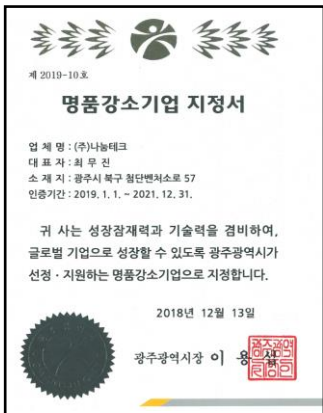 제 2019-10호
명품강소기업 지정서
업 체 명 : (주)나눔테크
대 표 자 : 최 무 진
소 재 지 : 광주시 북구 첨단벤처소로 57
인증기간 : 2019. 1. 1. ~ 2021. 12. 31.
귀 사는 성장잠재력과 기술력을 겸비하여,
글로벌 기업으로 성장할 수 있도록 광주광역시가
선정·지원하는 명품강소기업으로 지정합니다.
2018년 12월 13일
광주광역시장 이 용 섭